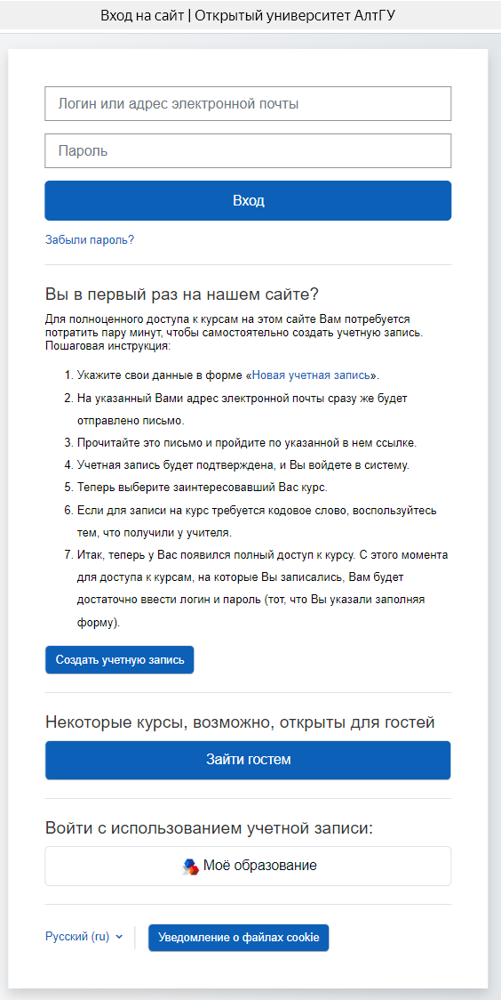 Вход на сайт | Открытый университет АлтГУ
Логин или адрес электронной почты
Пароль
Вход
Забыли пароль?
Вы в первый раз на нашем сайте?
Для полноценного доступа к курсам на этом сайте Вам потребуется
потратить пару минут, чтобы самостоятельно создать учетную запись.
Пошаговая инструкция:
1. Укажите свои данные в форме «Новая учетная запись».
2. На указанный Вами адрес электронной почты сразу же будет
отправлено письмо.
3. Прочитайте это письмо и пройдите по указанной в нем ссылке.
4. Учетная запись будет подтверждена, и Вы войдете в систему.
5. Теперь выберите заинтересовавший Вас курс.
6. Если для записи на курс требуется кодовое слово, воспользуйтесь
тем, что получили у учителя.
7. Итак, теперь у Вас появился полный доступ к курсу. С этого момента
для доступа к курсам, на которые Вы записались, Вам будет
достаточно ввести логин и пароль (тот, что Вы указали заполняя
форму).
Создать учетную запись
Некоторые курсы, возможно, открыты для гостей
Зайти гостем
Войти с использованием учетной записи:
Моё образование
Русский (ru)
Уведомление о файлах cookie